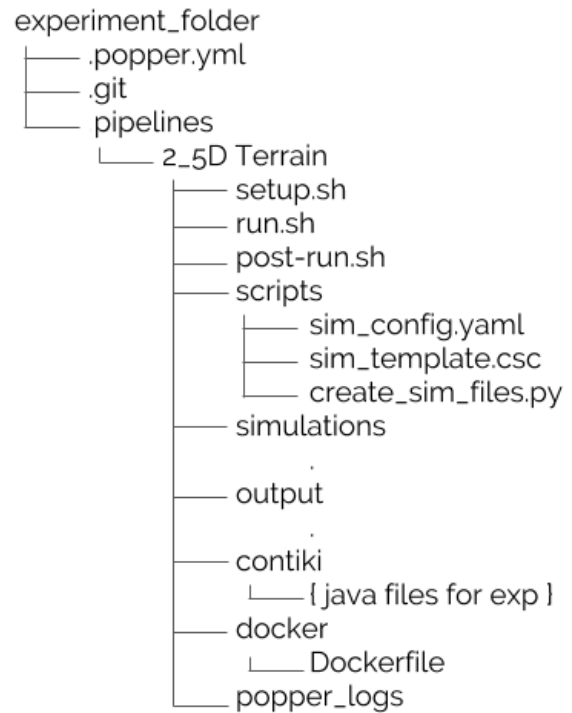 experiment_folder
.popper.yml
.git
pipelines
2_5D Terrain
setup.sh
run.sh
post-run.sh
scripts
sim_config.yaml
sim_template.csc
create_sim_files.py
simulations
.
output
.
contiki
{ java files for exp }
docker
Dockerfile
popper_logs